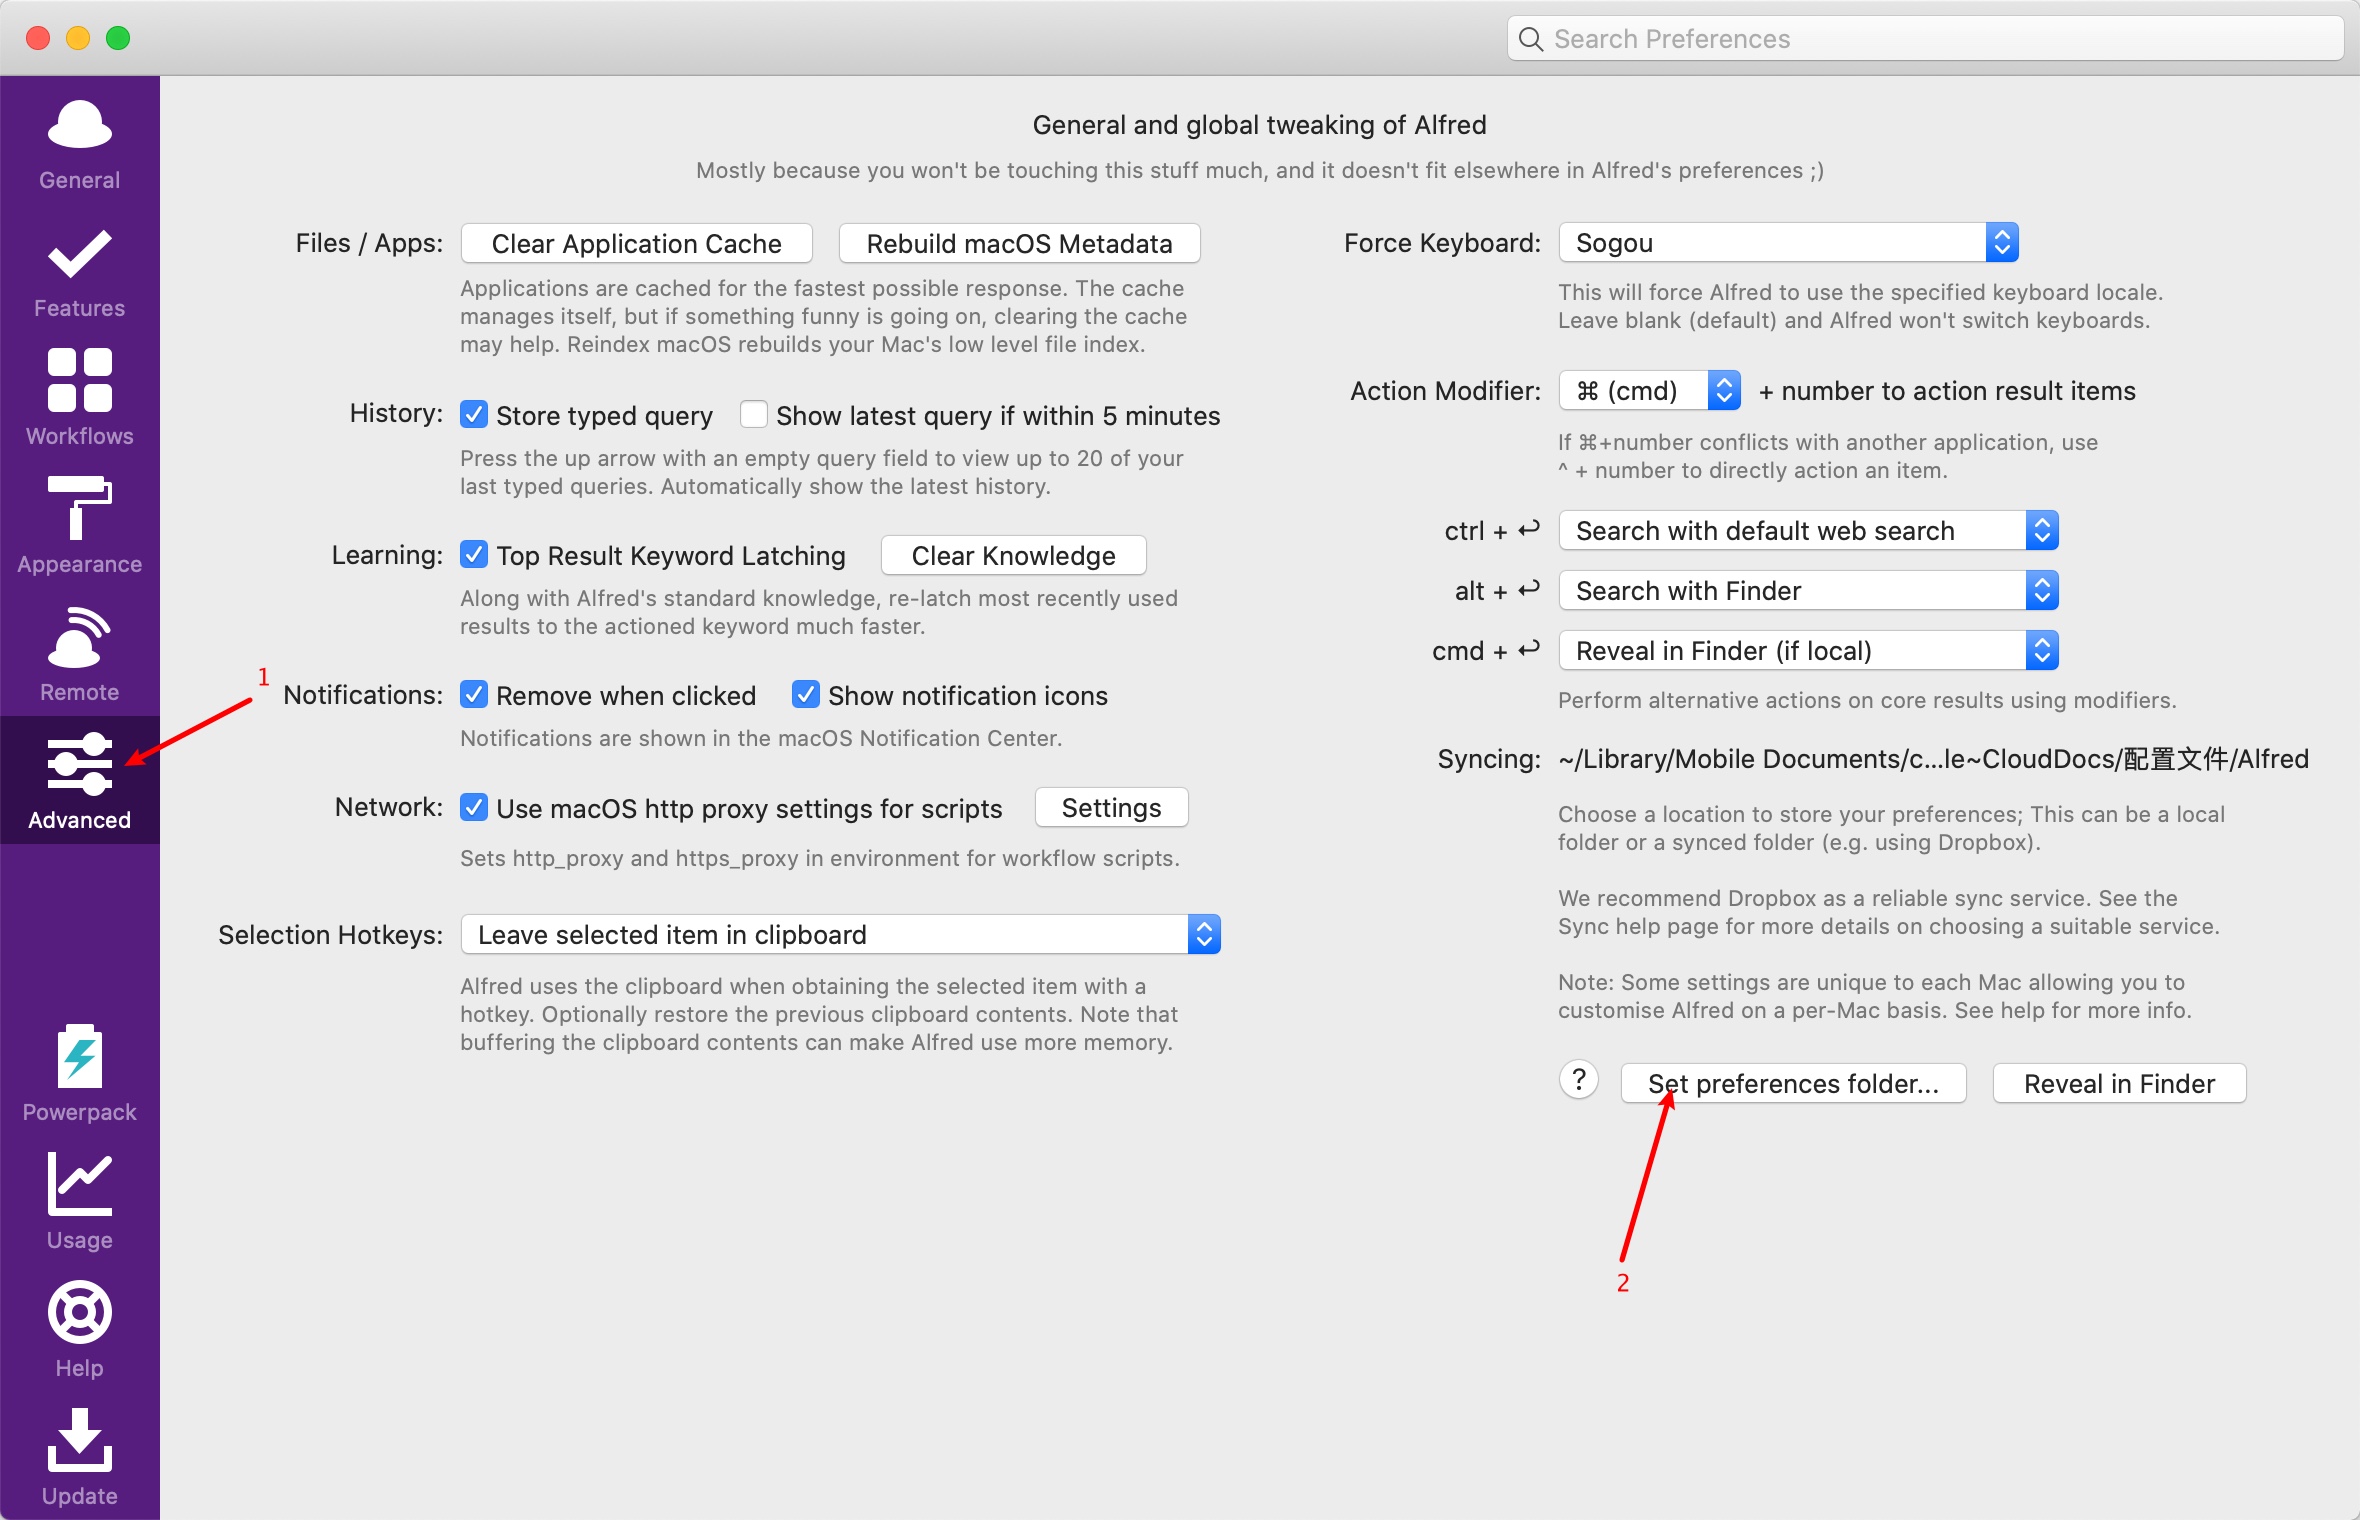 Search Preferences
General
Features
Workflows
Appearance
Remote
Advanced
Powerpack
Usage
Help
Update
General and global tweaking of Alfred
Mostly because you won't be touching this stuff much, and it doesn't fit elsewhere in Alfred's preferences ;)
Files / Apps: Clear Application Cache Rebuild macOS Metadata
Applications are cached for the fastest possible response. The cache
manages itself, but if something funny is going on, clearing the cache
may help. Reindex macOS rebuilds your Mac's low level file index.
History: Store typed query Show latest query if within 5 minutes
Press the up arrow with an empty query field to view up to 20 of your
last typed queries. Automatically show the latest history.
Learning: Top Result Keyword Latching Clear Knowledge
Along with Alfred's standard knowledge, re-latch most recently used
results to the actioned keyword much faster.
1
Notifications: Remove when clicked Show notification icons
Notifications are shown in the macOS Notification Center.
Network: Use macOS http proxy settings for scripts Settings
Sets http_proxy and https_proxy in environment for workflow scripts.
Selection Hotkeys: Leave selected item in clipboard
Alfred uses the clipboard when obtaining the selected item with a
hotkey. Optionally restore the previous clipboard contents. Note that
buffering the clipboard contents can make Alfred use more memory.
Force Keyboard: Sogou
This will force Alfred to use the specified keyboard locale.
Leave blank (default) and Alfred won't switch keyboards.
Action Modifier: ⌘ (cmd) + number to action result items
If ⌘+number conflicts with another application, use
^ + number to directly action an item.
ctrl + ↩ Search with default web search
alt + ↩ Search with Finder
cmd + ↩ Reveal in Finder (if local)
Perform alternative actions on core results using modifiers.
Syncing: ~/Library/Mobile Documents/c...le~CloudDocs/配置文件/Alfred
Choose a location to store your preferences; This can be a local
folder or a synced folder (e.g. using Dropbox).
We recommend Dropbox as a reliable sync service. See the
Sync help page for more details on choosing a suitable service.
Note: Some settings are unique to each Mac allowing you to
customise Alfred on a per-Mac basis. See help for more info.
? Set preferences folder... Reveal in Finder
2